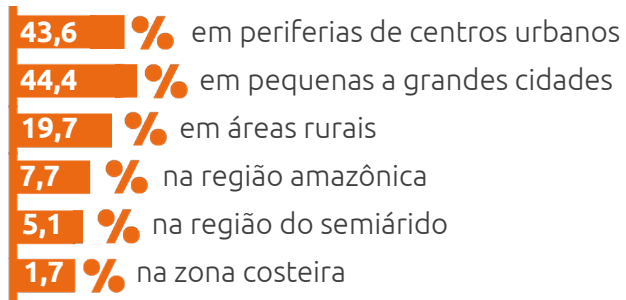 43,6 % em periferias de centros urbanos
44,4 % em pequenas a grandes cidades
19,7 % em áreas rurais
7,7 % na região amazônica
5,1 % na região do semiárido
1,7 % na zona costeira